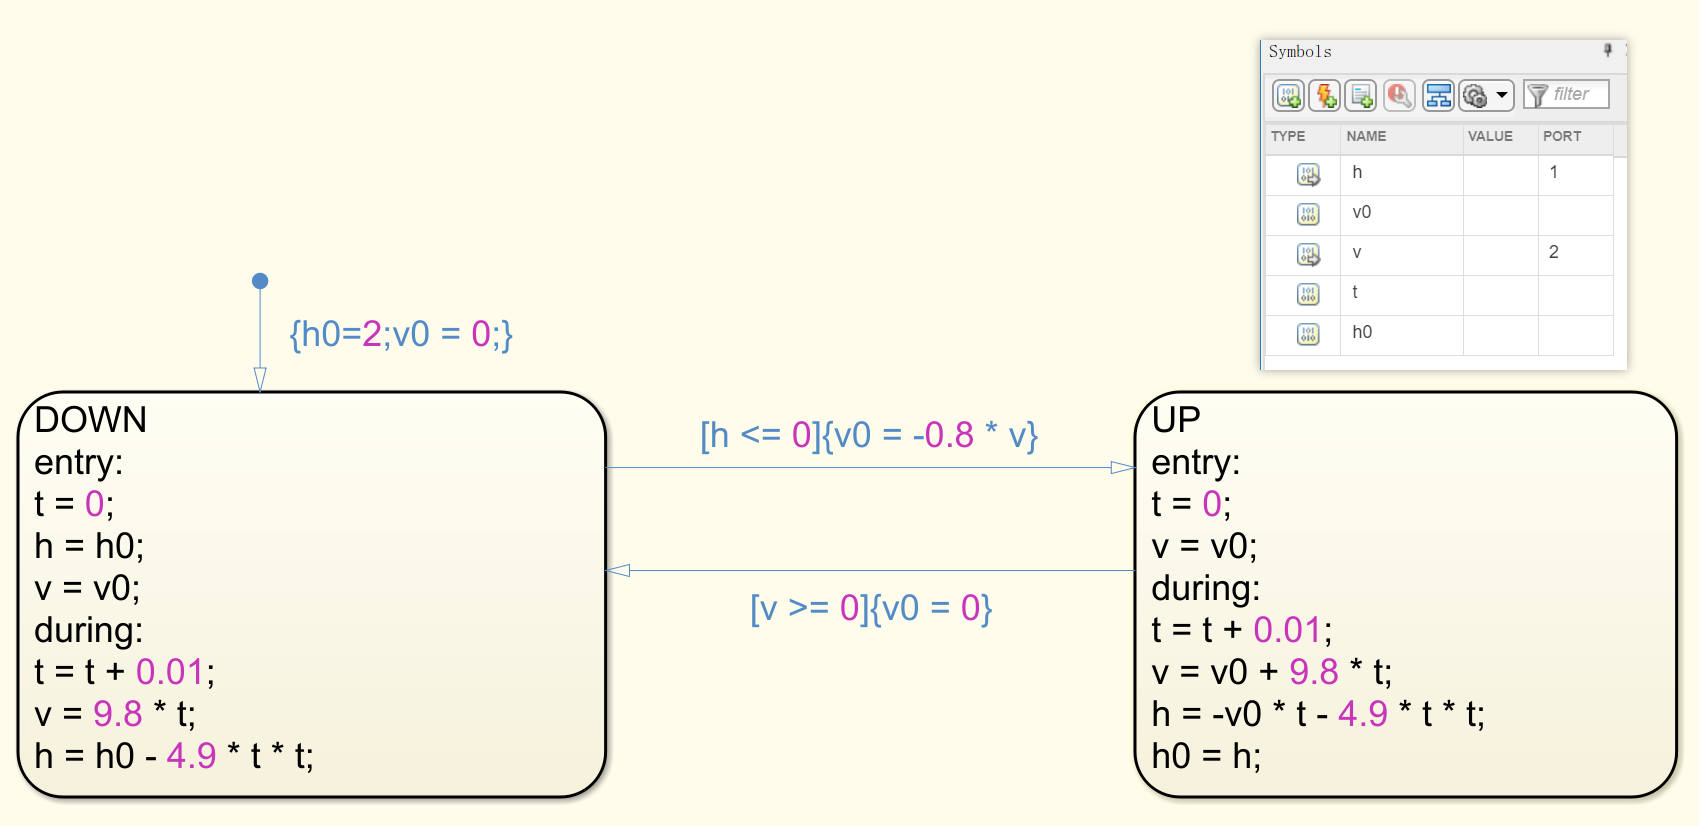 Symbols
filter
TYPE NAME VALUE PORT
h 1
v0
v 2
t
h0
{h0=2;v0 = 0;}
DOWN
entry:
t = 0;
h = h0;
v = v0;
during:
t = t + 0.01;
v = 9.8 * t;
h = h0 - 4.9 * t * t;
[h <= 0]{v0 = -0.8 * v}
[v >= 0]{v0 = 0}
UP
entry:
t = 0;
v = v0;
during:
t = t + 0.01;
v = v0 + 9.8 * t;
h = -v0 * t - 4.9 * t * t;
h0 = h;